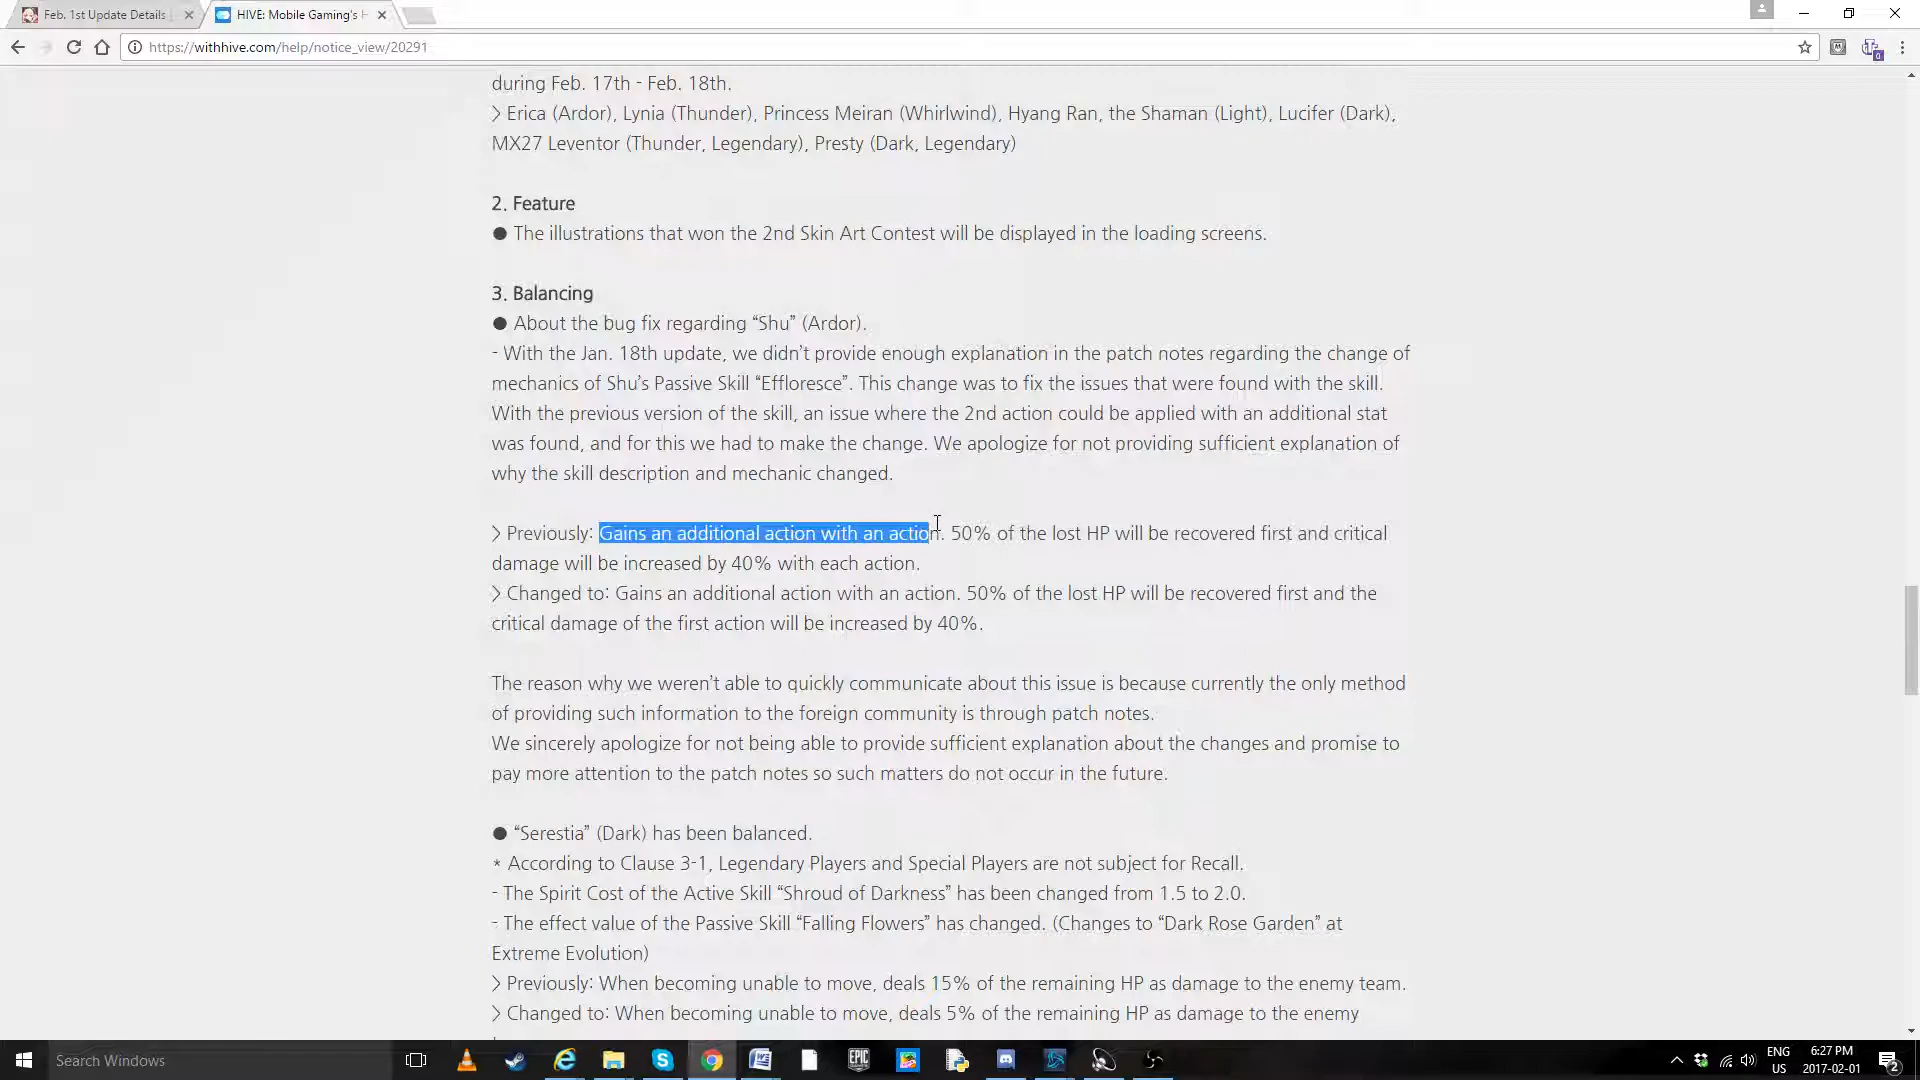 Feb. 1st Update Details
HIVE: Mobile Gaming's H
https://withhive.com/help/notice_view/20291
during Feb. 17th - Feb. 18th.
> Erica (Ardor), Lynia (Thunder), Princess Meiran (Whirlwind), Hyang Ran, the Shaman (Light), Lucifer (Dark),
MX27 Leventor (Thunder, Legendary), Presty (Dark, Legendary)
2. Feature
● The illustrations that won the 2nd Skin Art Contest will be displayed in the loading screens.
3. Balancing
● About the bug fix regarding “Shu” (Ardor).
- With the Jan. 18th update, we didn’t provide enough explanation in the patch notes regarding the change of
mechanics of Shu’s Passive Skill “Effloresce”. This change was to fix the issues that were found with the skill.
With the previous version of the skill, an issue where the 2nd action could be applied with an additional stat
was found, and for this we had to make the change. We apologize for not providing sufficient explanation of
why the skill description and mechanic changed.
> Previously: Gains an additional action with an action. 50% of the lost HP will be recovered first and critical
damage will be increased by 40% with each action.
> Changed to: Gains an additional action with an action. 50% of the lost HP will be recovered first and the
critical damage of the first action will be increased by 40%.
The reason why we weren’t able to quickly communicate about this issue is because currently the only method
of providing such information to the foreign community is through patch notes.
We sincerely apologize for not being able to provide sufficient explanation about the changes and promise to
pay more attention to the patch notes so such matters do not occur in the future.
● “Serestia” (Dark) has been balanced.
* According to Clause 3-1, Legendary Players and Special Players are not subject for Recall.
- The Spirit Cost of the Active Skill “Shroud of Darkness” has been changed from 1.5 to 2.0.
- The effect value of the Passive Skill “Falling Flowers” has changed. (Changes to “Dark Rose Garden” at
Extreme Evolution)
> Previously: When becoming unable to move, deals 15% of the remaining HP as damage to the enemy team.
> Changed to: When becoming unable to move, deals 5% of the remaining HP as damage to the enemy
Search Windows
EPIC
GAMES
ENG
US
6:27 PM
2017-02-01
2